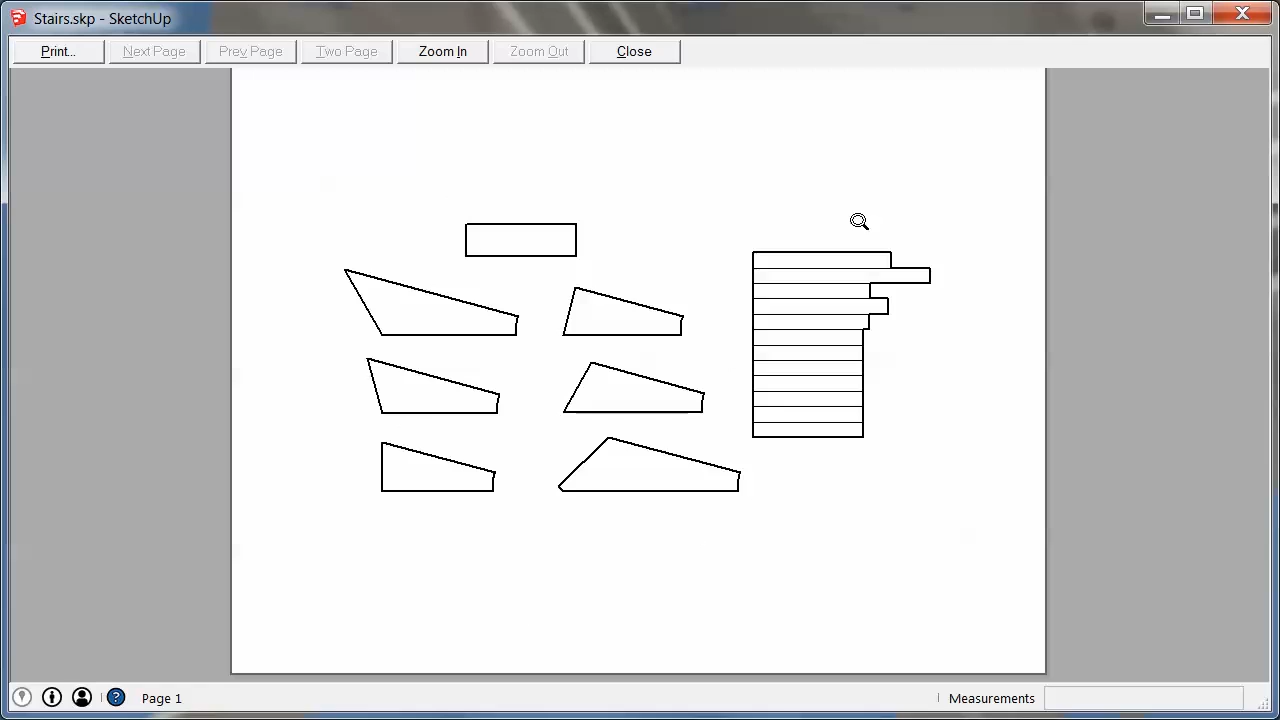 Stairs.skp - SketchUp
Print... Next Page Prev Page Two Page Zoom In Zoom Out Close
Page 1 Measurements